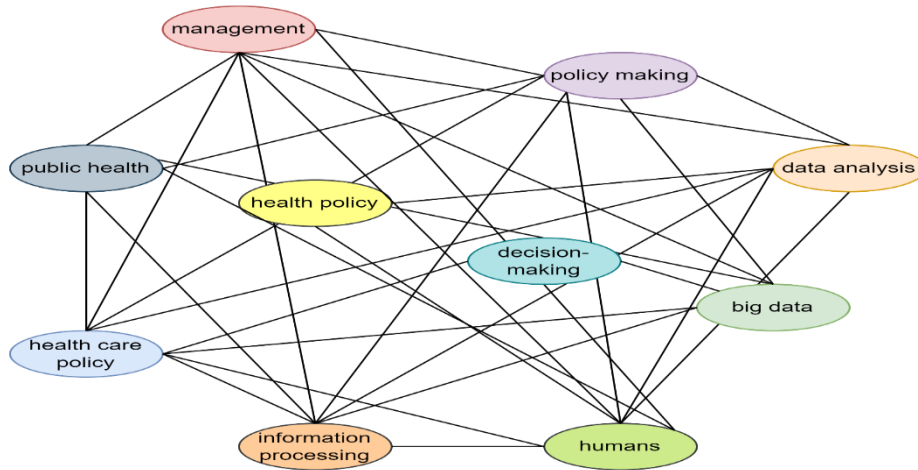 management
policy making
public health
data analysis
health policy
decision-
making
big data
health care
policy
information
processing
humans